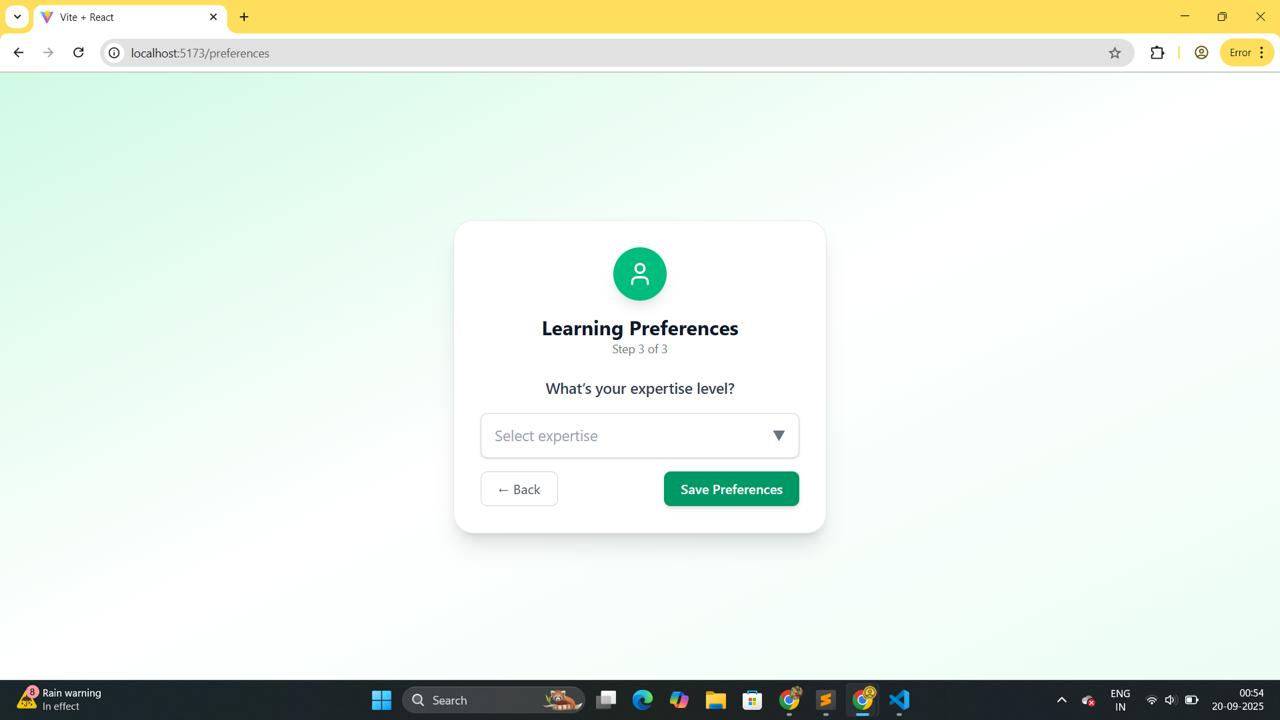 Vite + React
localhost:5173/preferences
Error
Learning Preferences
Step 3 of 3
What's your expertise level?
Select expertise
← Back
Save Preferences
8
Rain warning
In effect
Search
ENG
IN
00:54
20-09-2025